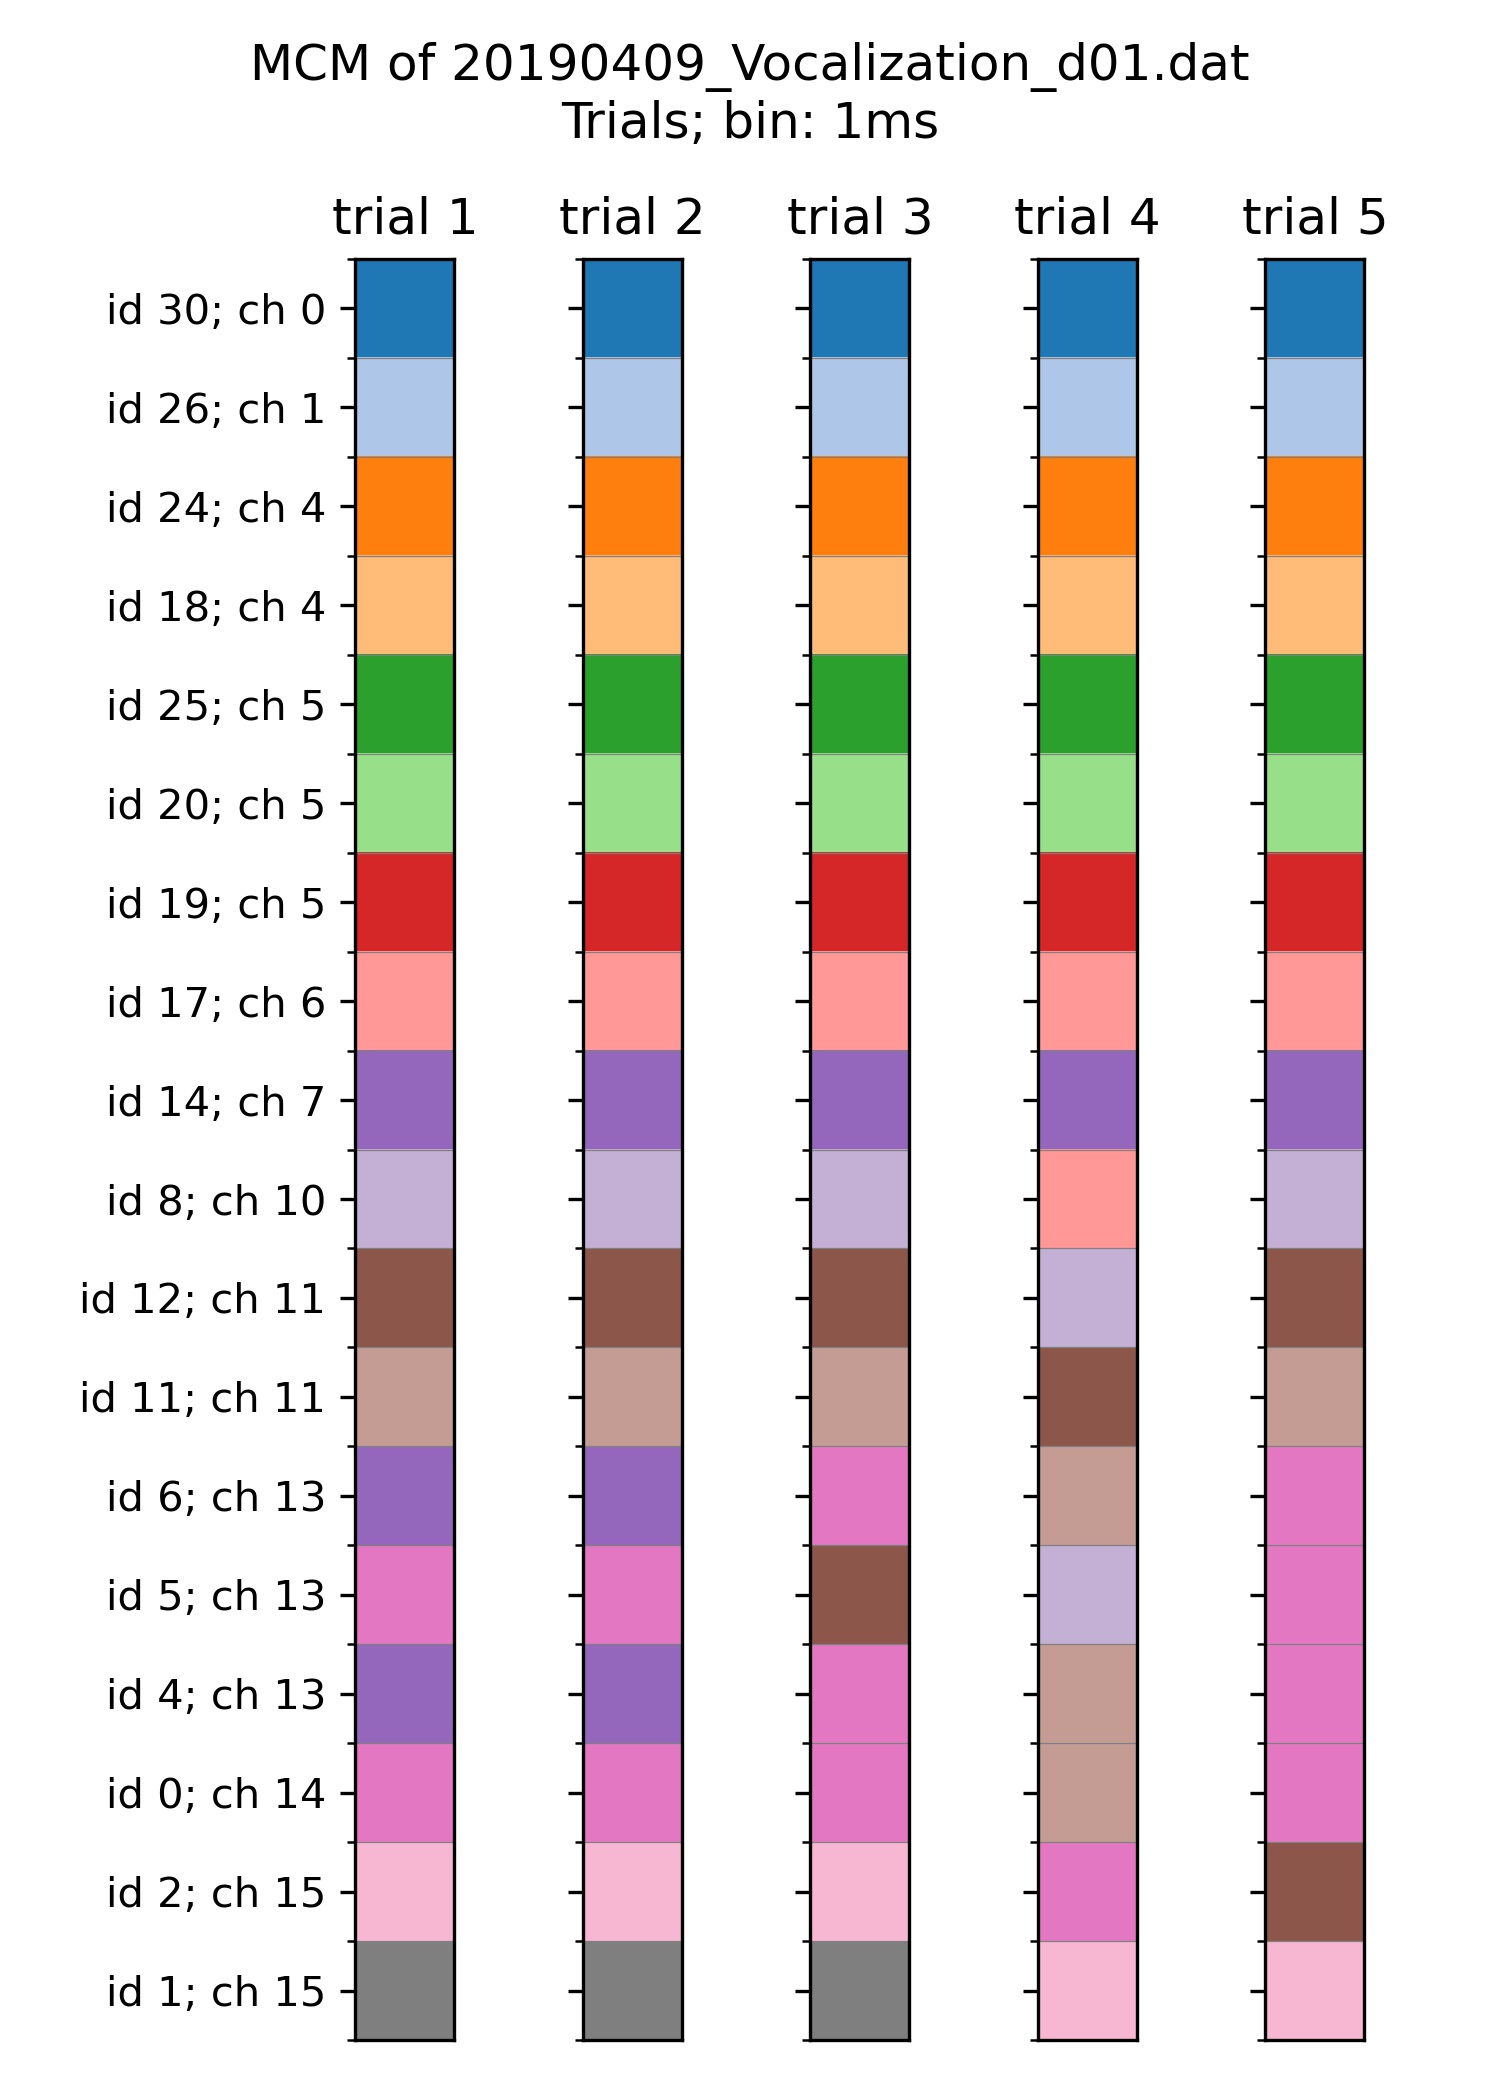 MCM of 20190409_Vocalization_d01.dat
Trials; bin: 1ms
trial 1 trial 2 trial 3 trial 4 trial 5
id 30; ch 0
id 26; ch 1
id 24; ch 4
id 18; ch 4
id 25; ch 5
id 20; ch 5
id 19; ch 5
id 17; ch 6
id 14; ch 7
id 8; ch 10
id 12; ch 11
id 11; ch 11
id 6; ch 13
id 5; ch 13
id 4; ch 13
id 0; ch 14
id 2; ch 15
id 1; ch 15